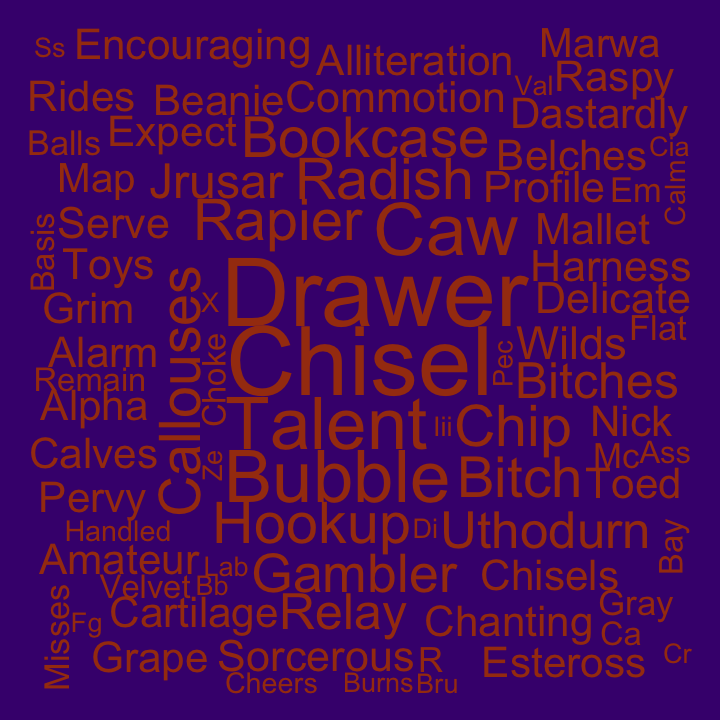 Ss Encouraging Alliteration Marwa
Rides Beanie Commotion Val Raspy
Dastardly
Balls Expect Bookcase Belches Cia
Map Jrusar Radish Profile Em Calm
Basis Serve Rapier Caw Mallet
Toys Drawer Harness
Grim X Delicate
Callouses Flat
Alarm Choke Chisel Pec Wilds
Remain Bitches
Alpha Talent Iii Chip Nick
Calves Ze Bubble Bitch Mc Ass
Toed
Pervy Hookup Di Uthodurn Bay
Handled
Amateur Lab Gambler Chisels
Velvet Bb
Misses Fg Cartilage Relay Chanting Gray
Ca
Grape Sorcerous R Esteross Cr
Cheers Burns Bru